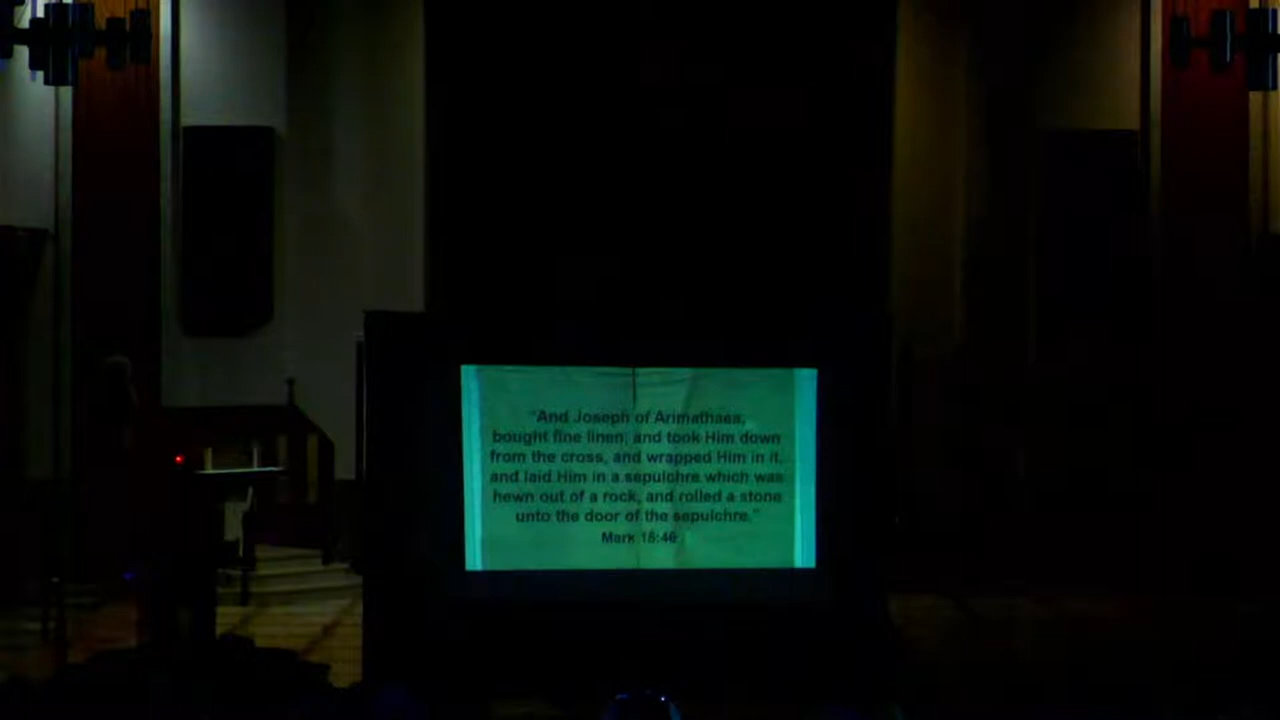 "And Joseph of Arimathaea,
bought fine linen, and took Him down
from the cross, and wrapped Him in it,
and laid Him in a sepulchre which was
hewn out of a rock, and rolled a stone
unto the door of the sepulchre."
Mark 15:46